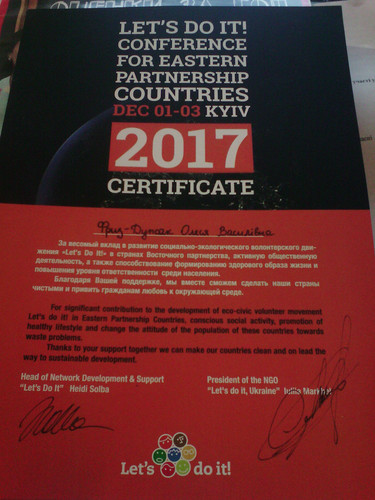 LET'S DO IT!
CONFERENCE
FOR EASTERN
PARTNERSHIP
COUNTRIES
DEC 01-03 KYIV
2017
CERTIFICATE
Фриз-Дутчак Олися Василівна
За весомый вклад в развитие социально-экологического волонтерского дви-
жения «Let's Do It!» в странах Восточного партнерства, активную общественную
деятельность, а также способствование формированию здорового образа жизни и
повышения уровня ответственности среди населения.
Благодаря Вашей поддержке, мы вместе сможем сделать наши страны
чистыми и привить гражданам любовь к окружающей среде.
For significant contribution to the development of eco-civic volunteer movement
Let's do it! in Eastern Partnership Countries, conscious social activity, promotion of
healthy lifestyle and change the attitude of the population of these countries towards
waste problems.
Thanks to your support together we can make our countries clean and on lead the
way to sustainable development.
Head of Network Development & Support
"Let's Do It" Heidi Solba
President of the NGO
"Let's do it, Ukraine" Iuliia Markhel
Let's do it!